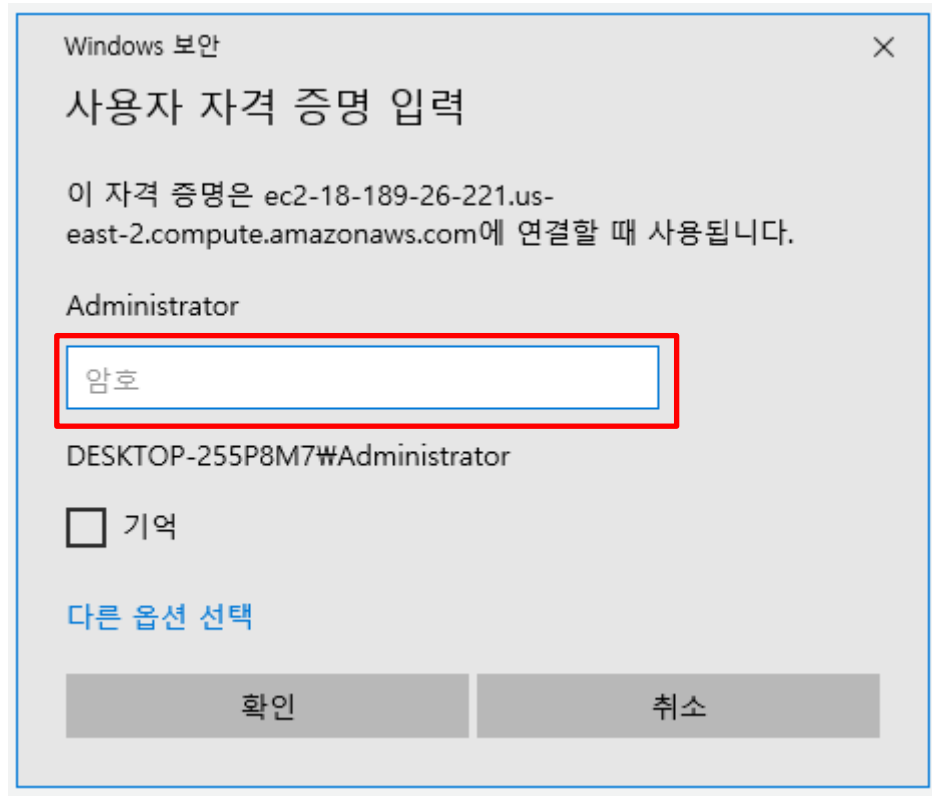 Windows 보안
사용자 자격 증명 입력
이 자격 증명은 ec2-18-189-26-221.us-
east-2.compute.amazonaws.com에 연결할 때 사용됩니다.
Administrator
암호
DESKTOP-255P8M7₩Administrator
기억
다른 옵션 선택
확인
취소